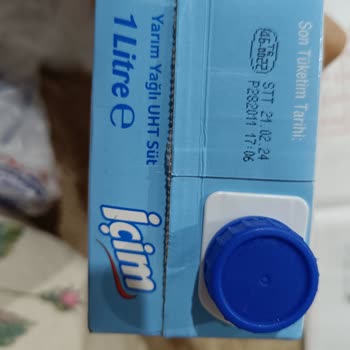 Son Tüketim Tarihi:
STT 21.02.24
P282011 17:06
Yarım Yağlı UHT Süt
1 Litre ℮
içim